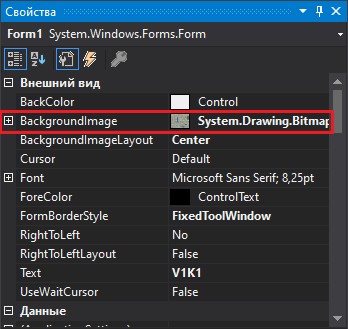 Свойства
Form1 System.Windows.Forms.Form
Внешний вид
BackColor Control
BackgroundImage System.Drawing.Bitmap
BackgroundImageLayout Center
Cursor Default
Font Microsoft Sans Serif; 8,25pt
ForeColor ControlText
FormBorderStyle FixedToolWindow
RightToLeft No
RightToLeftLayout False
Text V1K1
UseWaitCursor False
Данные
(ApplicationSettings)